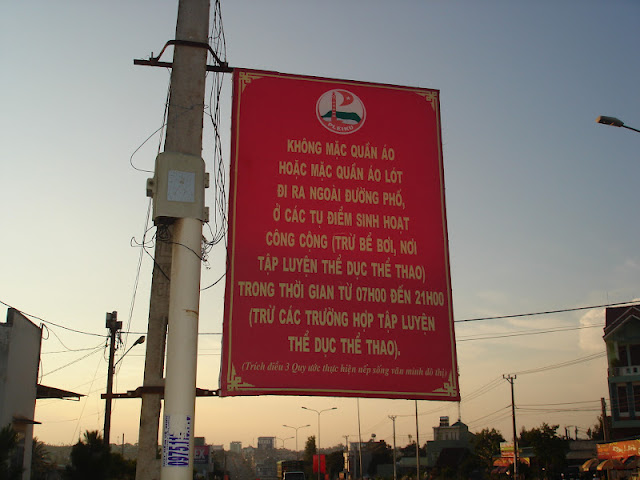 PLEIKU
KHÔNG MẶC QUẦN ÁO
HOẶC MẶC QUẦN ÁO LÓT
ĐI RA NGOÀI ĐƯỜNG PHỐ,
Ở CÁC TỤ ĐIỂM SINH HOẠT
CÔNG CỘNG (TRỪ BỂ BƠI, NƠI
TẬP LUYỆN THỂ DỤC THỂ THAO)
TRONG THỜI GIAN TỪ 07H00 ĐẾN 21H00
(TRỪ CÁC TRƯỜNG HỢP TẬP LUYỆN
THỂ DỤC THỂ THAO).
(Trích điều 3 Quy ước thực hiện nếp sống văn minh đô thị)